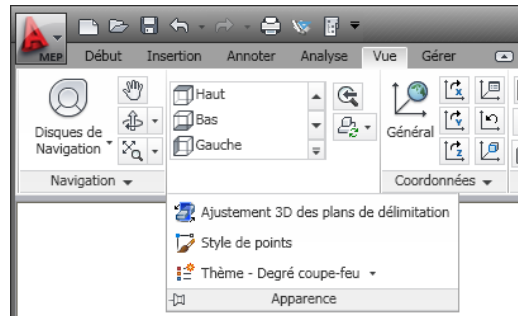 MEP
Début Insertion Annoter Analyse Vue Gérer
Haut
Bas
Gauche
Disques de
Navigation
Général
Navigation
Coordonnées
Ajustement 3D des plans de délimitation
Style de points
Thème - Degré coupe-feu
Apparence